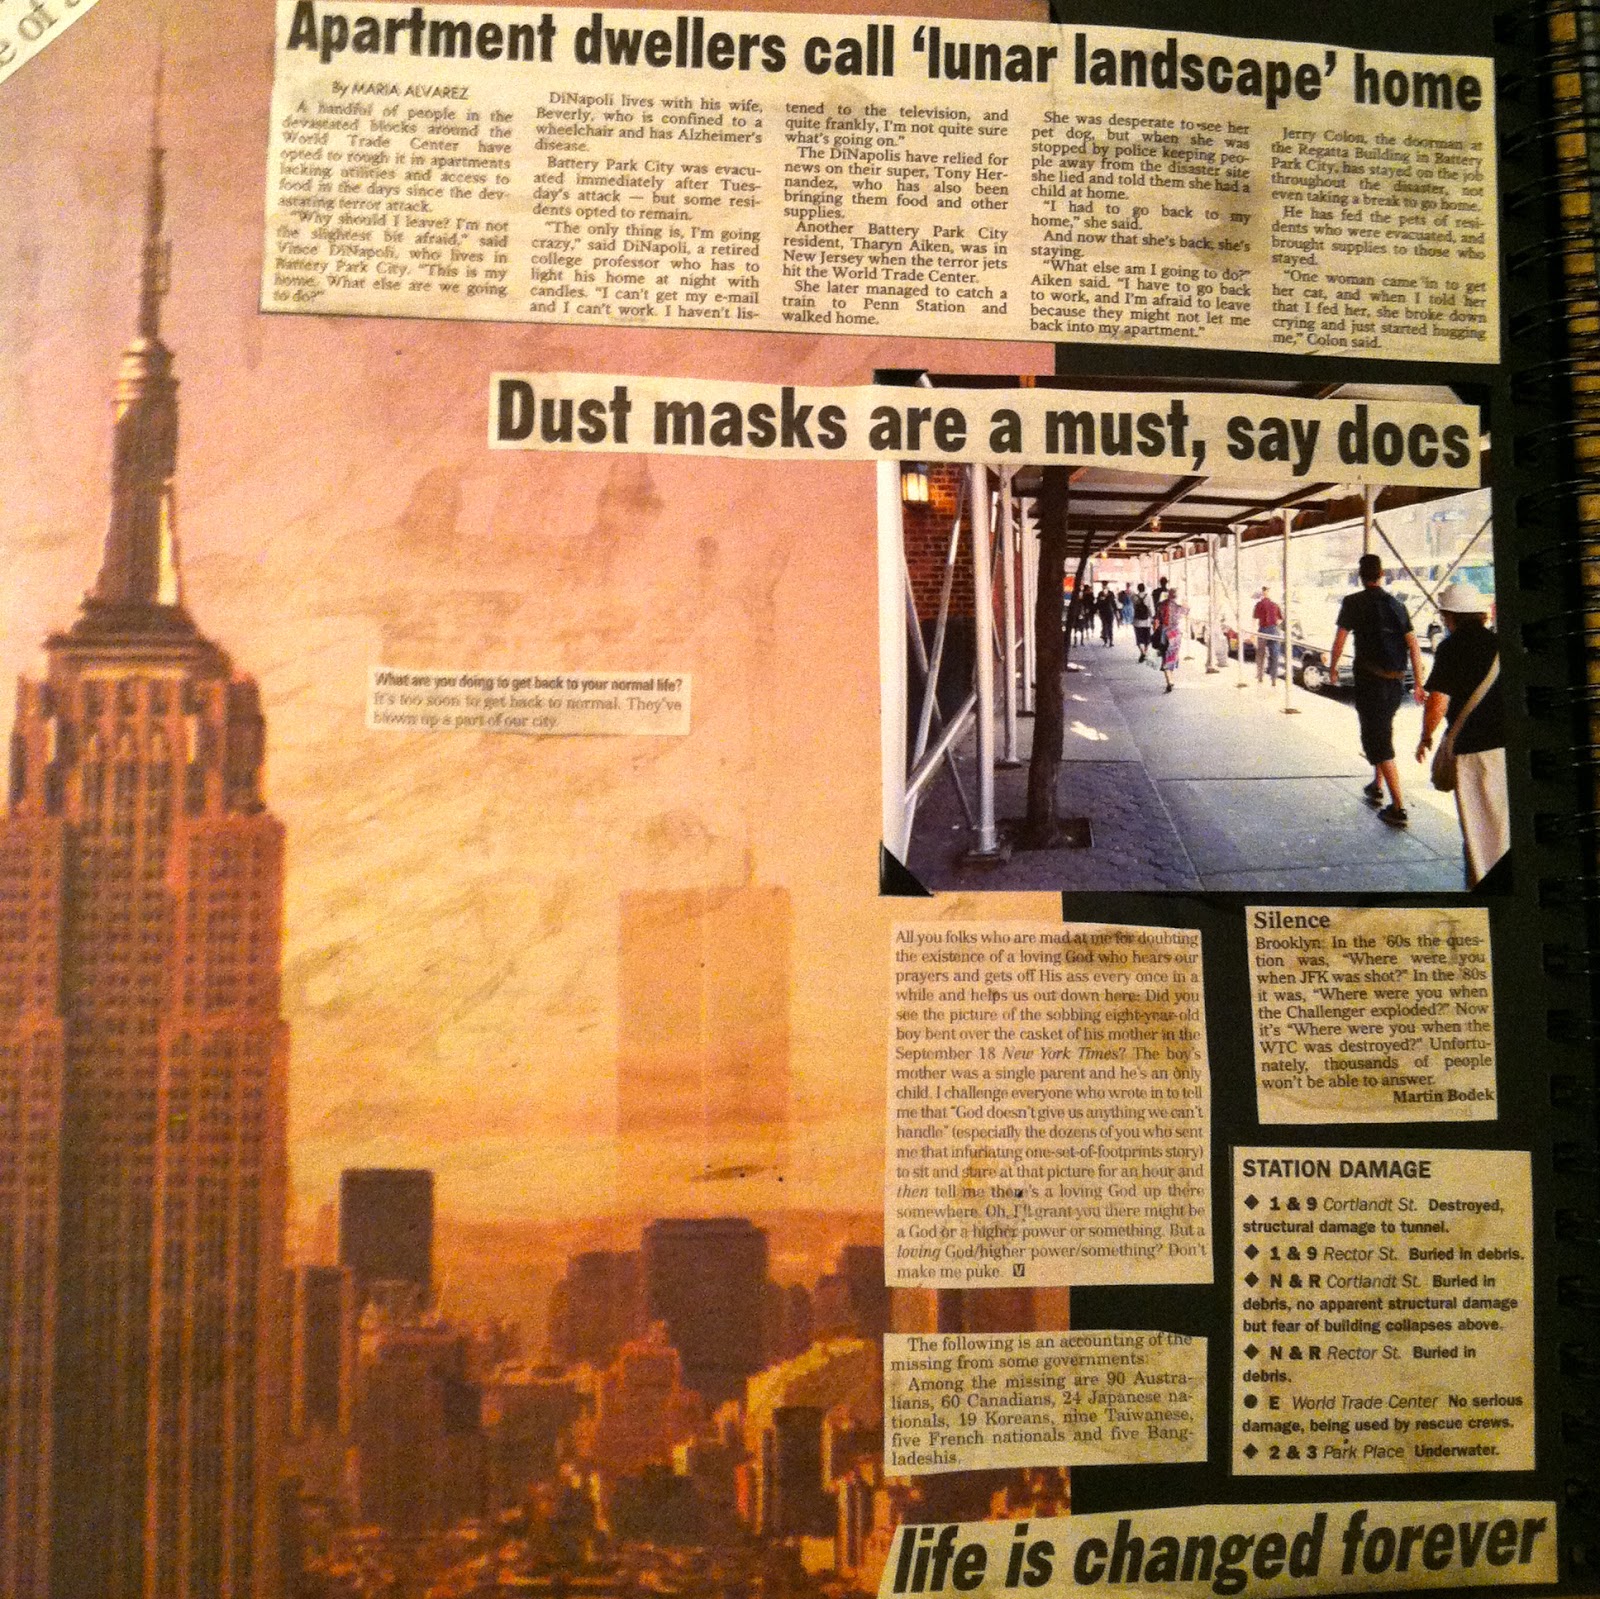 e of a
Apartment dwellers call ‘lunar landscape’ home
By MARIA ALVAREZ
A handful of people in the
devastated blocks around the
World Trade Center have
opted to rough it in apartments
lacking utilities and access to
food in the days since the dev-
astating terror attack.
"Why should I leave? I'm not
the slightest bit afraid," said
Vince DiNapoli, who lives in
Battery Park City. "This is my
home. What else are we going
to do?"
DiNapoli lives with his wife,
Beverly, who is confined to a
wheelchair and has Alzheimer's
disease.
Battery Park City was evacu-
ated immediately after Tues-
day's attack — but some resi-
dents opted to remain.
"The only thing is, I'm going
crazy," said DiNapoli, a retired
college professor who has to
light his home at night with
candles. "I can't get my e-mail
and I can't work. I haven't lis-
tened to the television, and
quite frankly, I'm not quite sure
what's going on."
The DiNapolis have relied for
news on their super, Tony Her-
nandez, who has also been
bringing them food and other
supplies.
Another Battery Park City
resident, Tharyn Aiken, was in
New Jersey when the terror jets
hit the World Trade Center.
She later managed to catch a
train to Penn Station and
walked home.
She was desperate to see her
pet dog, but when she was
stopped by police keeping peo-
ple away from the disaster site
she lied and told them she had a
child at home.
"I had to go back to my
home," she said.
And now that she's back, she's
staying.
"What else am I going to do?"
Aiken said. "I have to go back
to work, and I'm afraid to leave
because they might not let me
back into my apartment."
Jerry Colon, the doorman at
the Regatta Building in Battery
Park City, has stayed on the job
throughout the disaster, not
even taking a break to go home.
He has fed the pets of resi-
dents who were evacuated, and
brought supplies to those who
stayed.
"One woman came in to get
her cat, and when I told her
that I fed her, she broke down
crying and just started hugging
me," Colon said.
Dust masks are a must, say docs
What are you doing to get back to your normal life?
It's too soon to get back to normal. They've
blown up a part of our city.
All you folks who are mad at me for doubting
the existence of a loving God who hears our
prayers and gets off His ass every once in a
while and helps us out down here: Did you
see the picture of the sobbing eight-year-old
boy bent over the casket of his mother in the
September 18 New York Times? The boy's
mother was a single parent and he's an only
child. I challenge everyone who wrote in to tell
me that "God doesn't give us anything we can't
handle" (especially the dozens of you who sent
me that infuriating one-set-of-footprints story)
to sit and stare at that picture for an hour and
then tell me there's a loving God up there
somewhere. Oh, I'll grant you there might be
a God or a higher power or something. But a
loving God/higher power/something? Don't
make me puke. V
Silence
Brooklyn: In the '60s the ques-
tion was, "Where were you
when JFK was shot?" In the '80s
it was, "Where were you when
the Challenger exploded?" Now
it's "Where were you when the
WTC was destroyed?" Unfortu-
nately, thousands of people
won't be able to answer.
Martin Bodek
STATION DAMAGE
◆ 1 & 9 Cortlandt St. Destroyed,
structural damage to tunnel.
◆ 1 & 9 Rector St. Buried in debris.
◆ N & R Cortlandt St. Buried in
debris, no apparent structural damage
but fear of building collapses above.
◆ N & R Rector St. Buried in
debris.
● E World Trade Center No serious
damage, being used by rescue crews.
◆ 2 & 3 Park Place Underwater.
The following is an accounting of the
missing from some governments:
Among the missing are 90 Austra-
lians, 60 Canadians, 24 Japanese na-
tionals, 19 Koreans, nine Taiwanese,
five French nationals and five Bang-
ladeshis.
life is changed forever